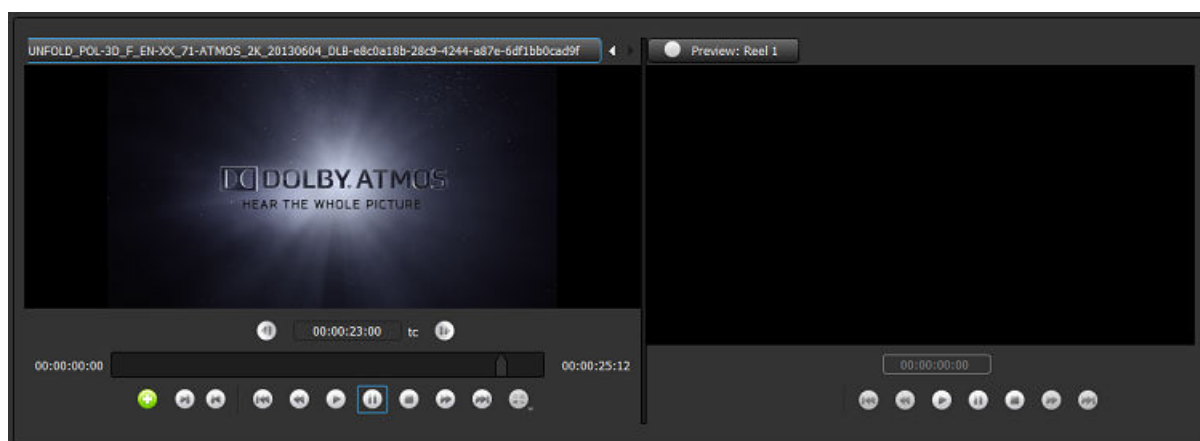 UNFOLD_POL-3D_F_EN-XX_71-ATMOS_2K_20130604_DLB-e8c0a18b-28c9-4244-a87e-6df1bb0cad9f
Preview: Reel 1
DOLBY ATMOS
HEAR THE WHOLE PICTURE
00:00:23:00 tc
00:00:00:00
00:00:25:12
00:00:00:00